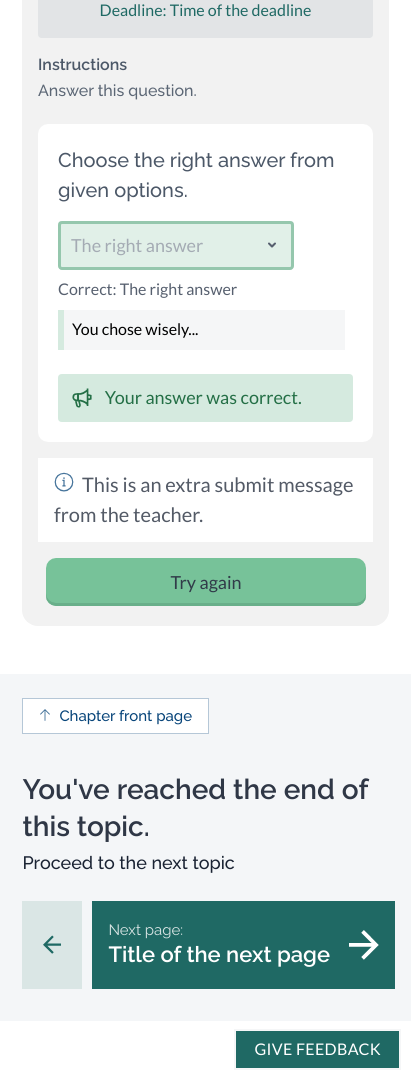 Deadline: Time of the deadline
Instructions
Answer this question.
Choose the right answer from
given options.
The right answer
Correct: The right answer
You chose wisely...
Your answer was correct.
This is an extra submit message
from the teacher.
Try again
Chapter front page
You've reached the end of
this topic.
Proceed to the next topic
Next page:
Title of the next page
GIVE FEEDBACK